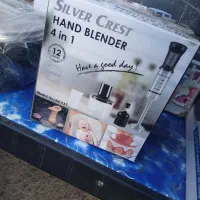 SILVER CREST
HAND BLENDER
4 in 1
12
Have a good day